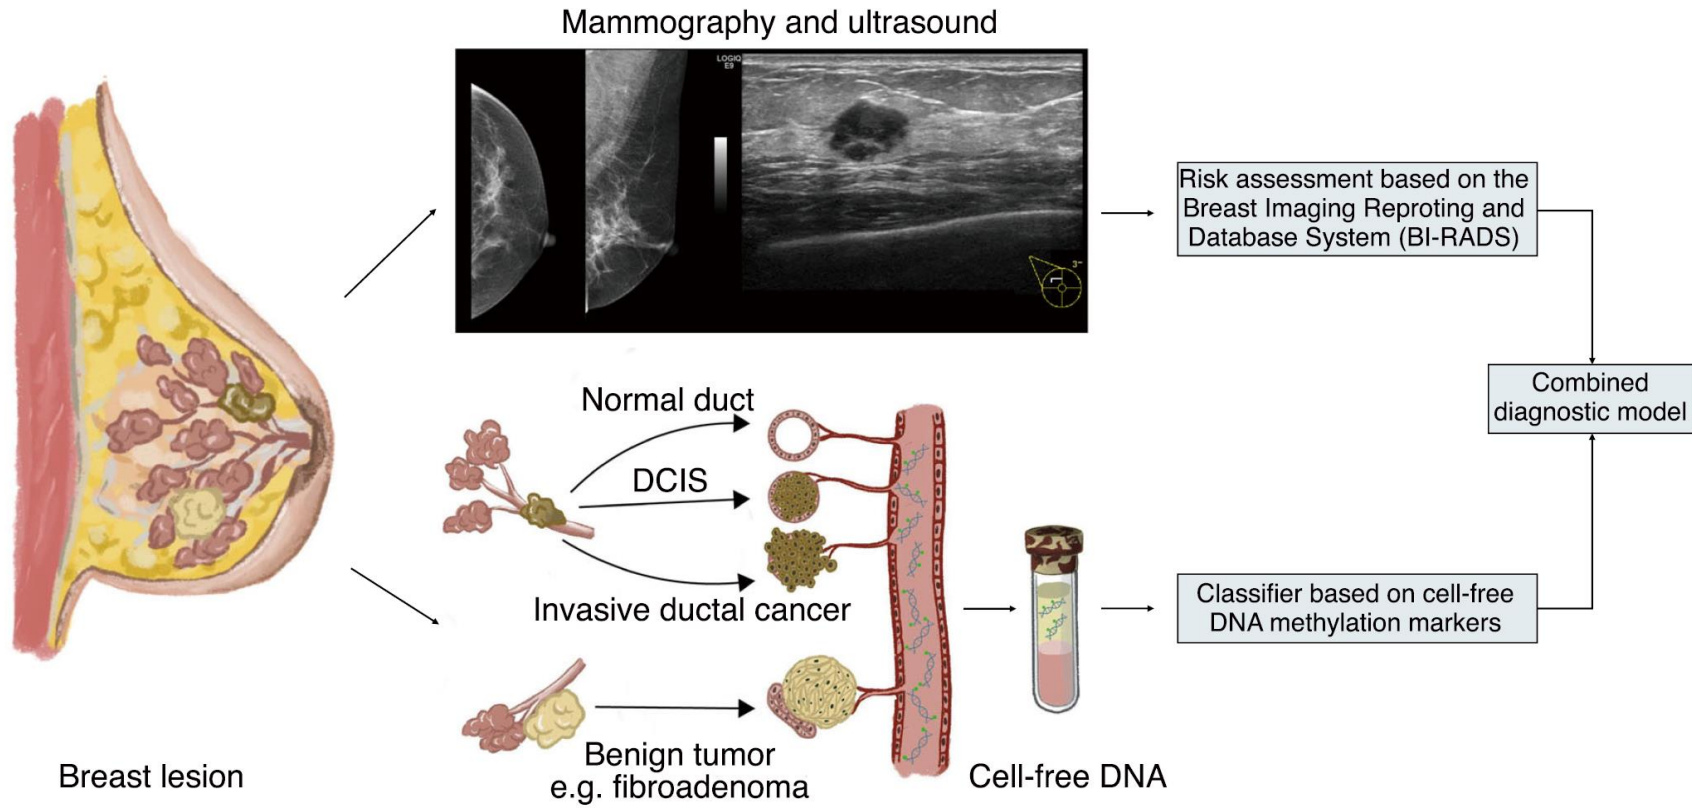 Mammography and ultrasound
LOGIQ
E9
3
Risk assessment based on the
Breast Imaging Reproting and
Database System (BI-RADS)
Combined
diagnostic model
Normal duct
DCIS
Invasive ductal cancer
Classifier based on cell-free
DNA methylation markers
Benign tumor
e.g. fibroadenoma
Breast lesion
Cell-free DNA